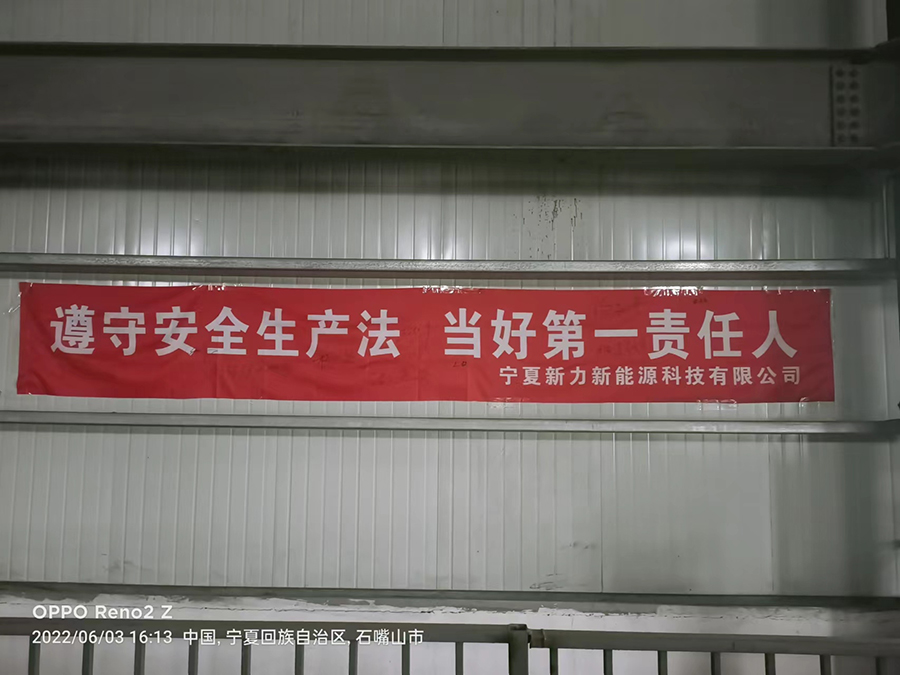 遵守安全生产法 当好第一责任人
宁夏新力新能源科技有限公司
OPPO Reno2 Z
2022/06/03 16:13 中国, 宁夏回族自治区, 石嘴山市